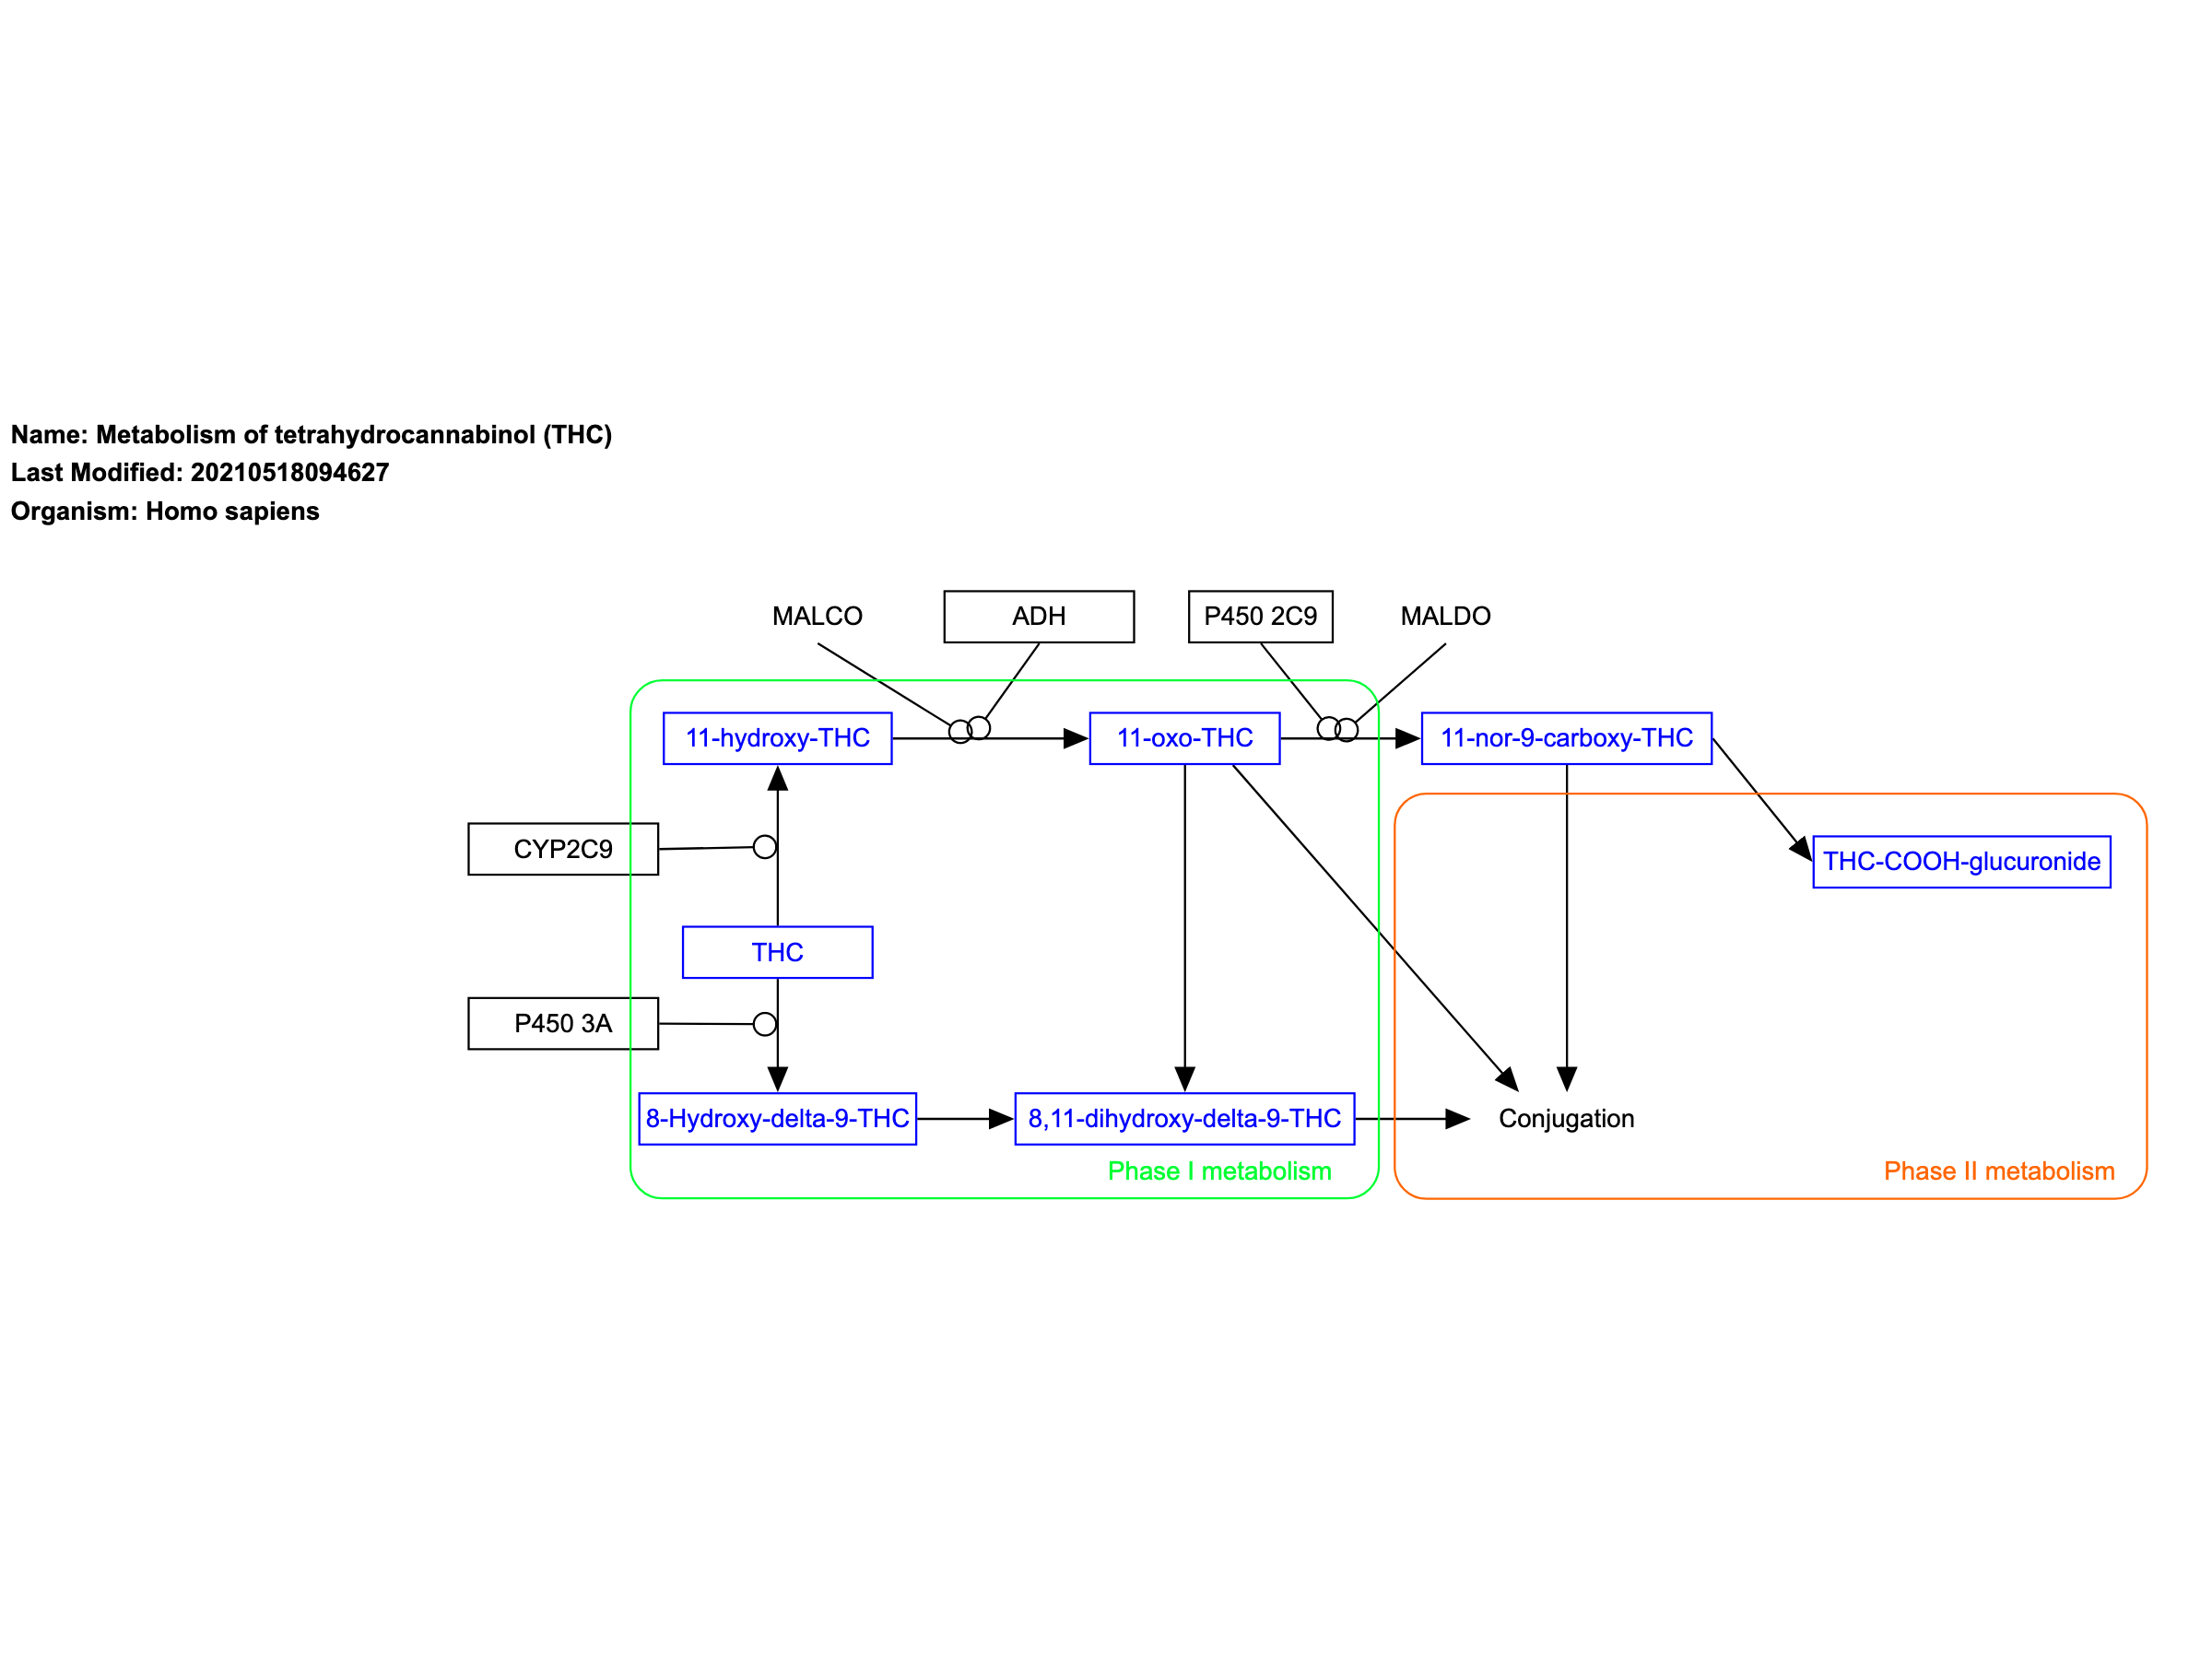 Name: Metabolism of tetrahydrocannabinol (THC)
Last Modified: 20210518094627
Organism: Homo sapiens
MALCO
ADH
P450 2C9
MALDO
11-hydroxy-THC
11-oxo-THC
11-nor-9-carboxy-THC
CYP2C9
THC-COOH-glucuronide
THC
P450 3A
8-Hydroxy-delta-9-THC
8,11-dihydroxy-delta-9-THC
Conjugation
Phase I metabolism
Phase II metabolism